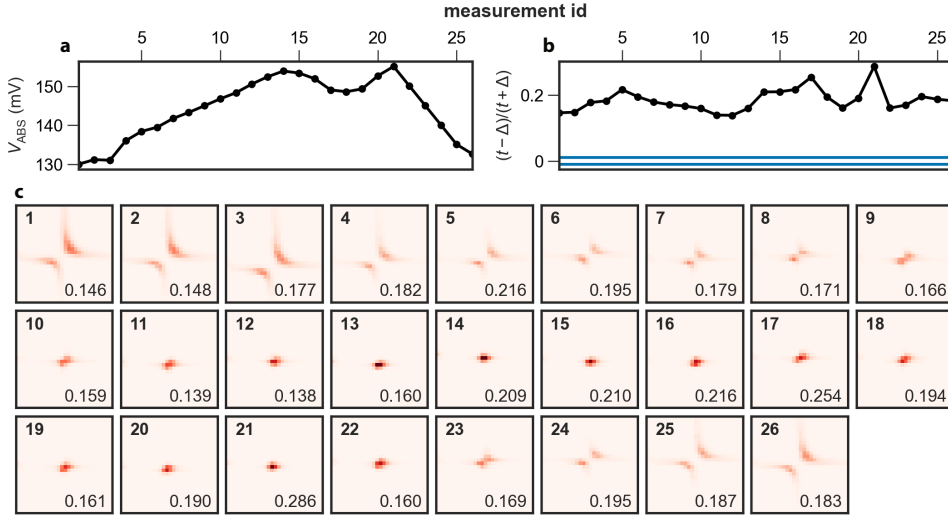 measurement id
a
5 10 15 20 25
b
5 10 15 20 25
V_ABS (mV)
150
140
130
(t − Δ)/(t + Δ)
0.2
0
c
1 2 3 4 5 6 7 8 9
0.146 0.148 0.177 0.182 0.216 0.195 0.179 0.171 0.166
10 11 12 13 14 15 16 17 18
0.159 0.139 0.138 0.160 0.209 0.210 0.216 0.254 0.194
19 20 21 22 23 24 25 26
0.161 0.190 0.286 0.160 0.169 0.195 0.187 0.183